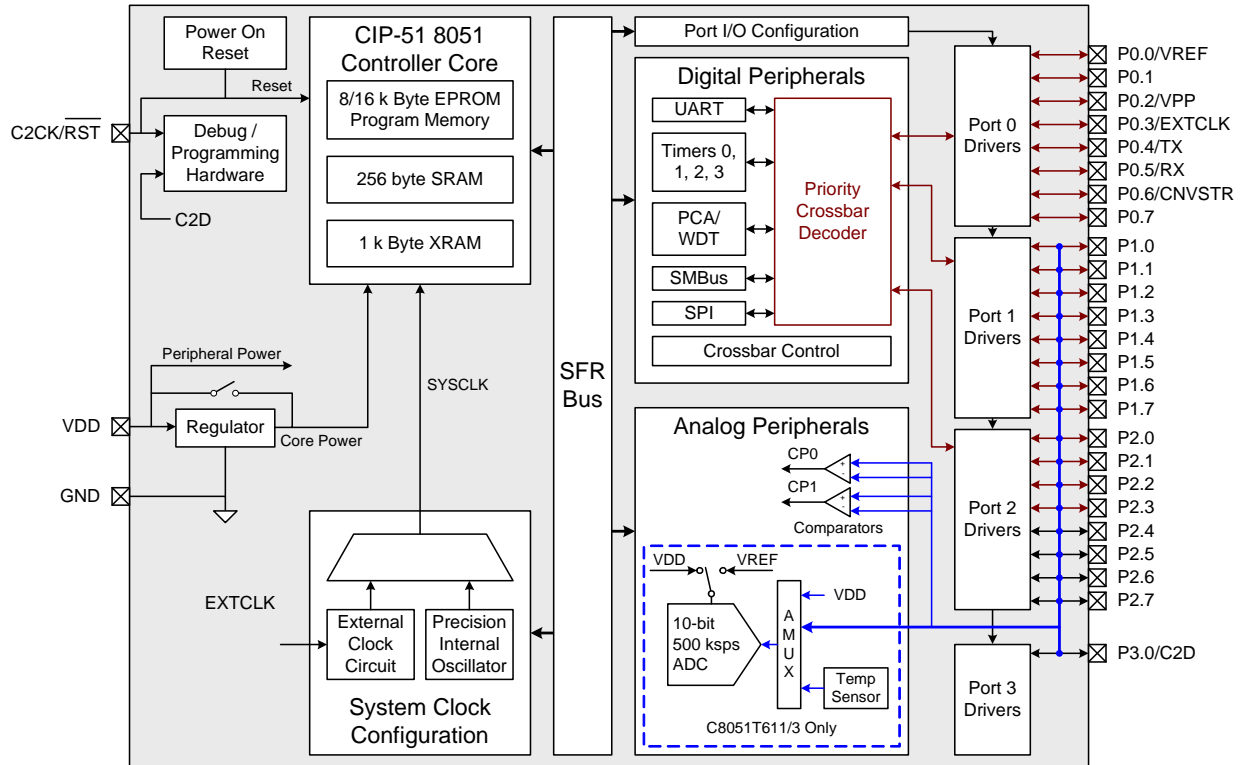 Power On
Reset
Reset
C2CK/RST
Debug /
Programming
Hardware
C2D
CIP-51 8051
Controller Core
8/16 k Byte EPROM
Program Memory
256 byte SRAM
1 k Byte XRAM
Peripheral Power
VDD
Regulator
Core Power
GND
SYSCLK
EXTCLK
External
Clock
Circuit
Precision
Internal
Oscillator
System Clock
Configuration
SFR
Bus
Port I/O Configuration
Digital Peripherals
UART
Timers 0,
1, 2, 3
PCA/
WDT
SMBus
SPI
Priority
Crossbar
Decoder
Crossbar Control
Analog Peripherals
CP0
+
-
CP1
+
-
Comparators
VDD
VREF
10-bit
500 ksps
ADC
A
M
U
X
VDD
Temp
Sensor
C8051T611/3 Only
Port 0
Drivers
Port 1
Drivers
Port 2
Drivers
Port 3
Drivers
P0.0/VREF
P0.1
P0.2/VPP
P0.3/EXTCLK
P0.4/TX
P0.5/RX
P0.6/CNVSTR
P0.7
P1.0
P1.1
P1.2
P1.3
P1.4
P1.5
P1.6
P1.7
P2.0
P2.1
P2.2
P2.3
P2.4
P2.5
P2.6
P2.7
P3.0/C2D